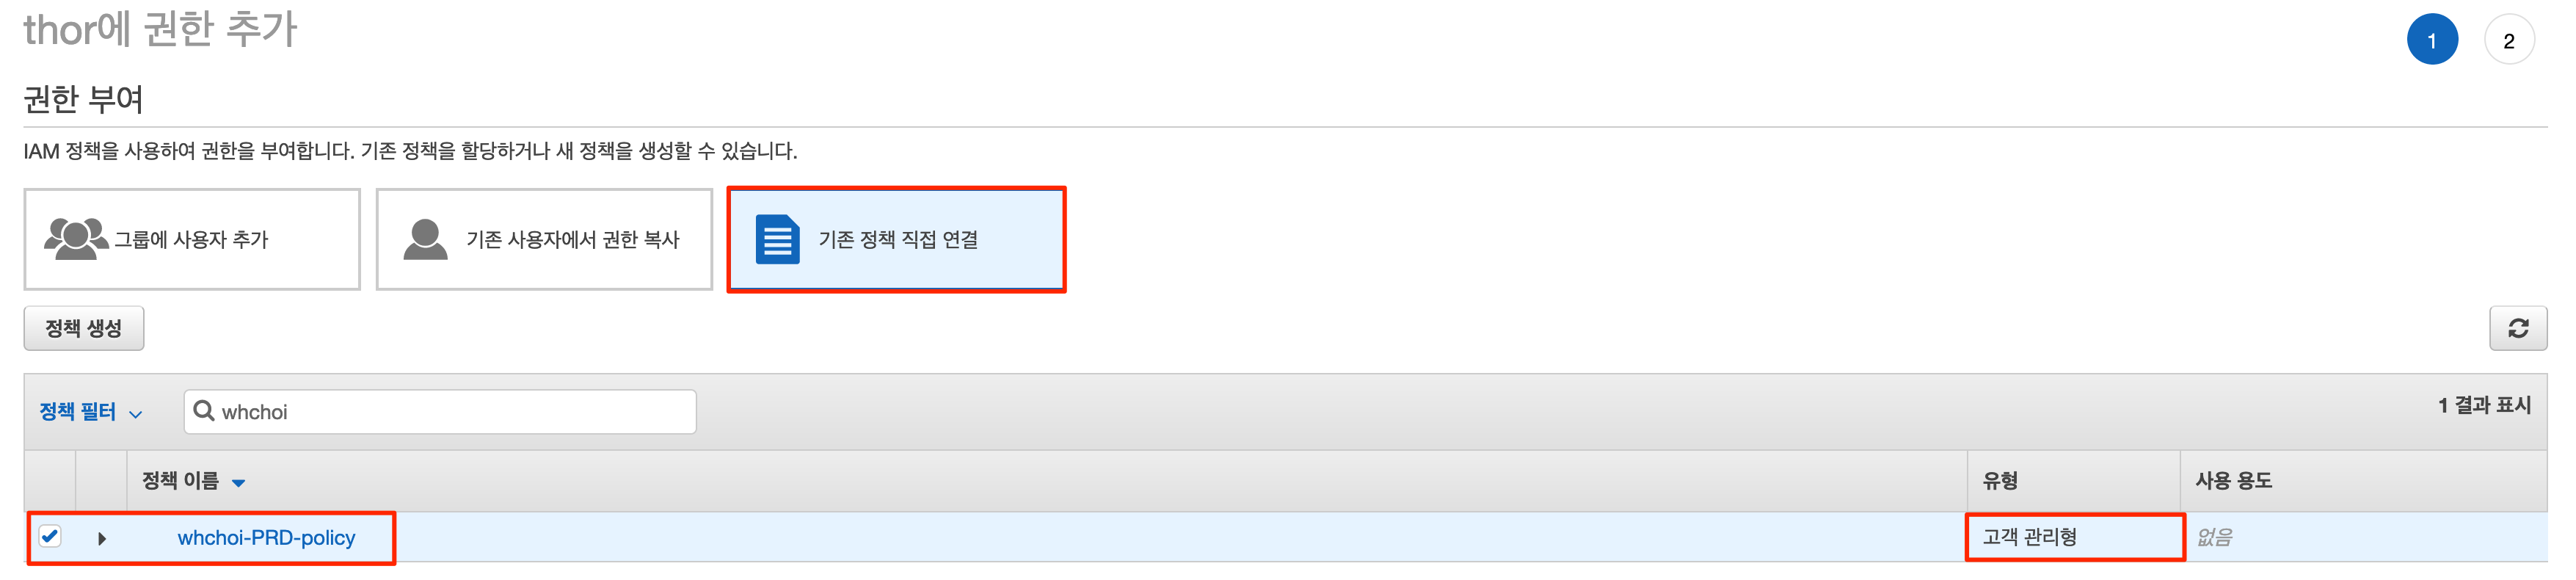 thor에 권한 추가
1
2
권한 부여
IAM 정책을 사용하여 권한을 부여합니다. 기존 정책을 할당하거나 새 정책을 생성할 수 있습니다.
그룹에 사용자 추가
기존 사용자에서 권한 복사
기존 정책 직접 연결
정책 생성
정책 필터
whchoi
1 결과 표시
정책 이름
유형
사용 용도
whchoi-PRD-policy
고객 관리형
없음